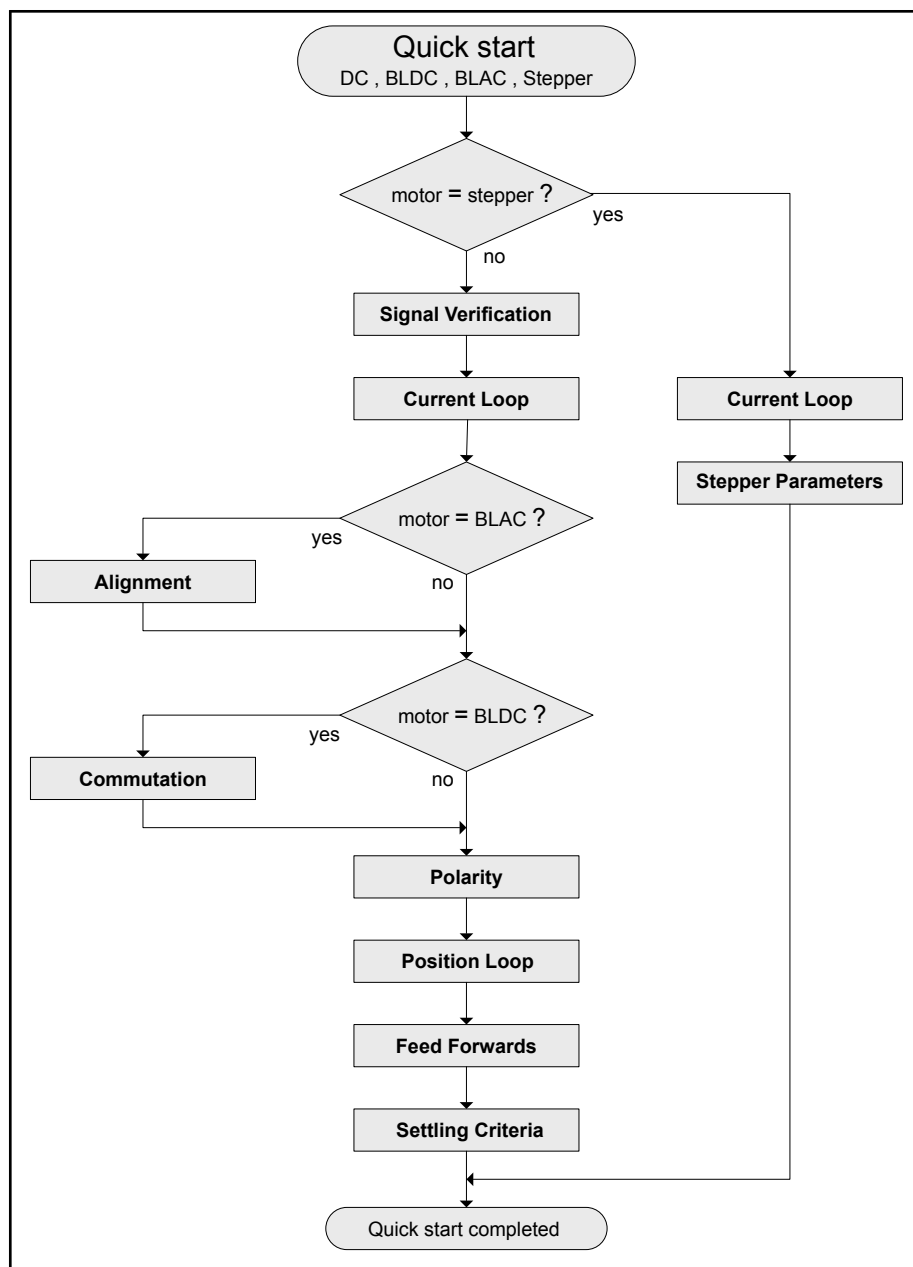 Quick start
DC , BLDC , BLAC , Stepper
motor = stepper ?
yes
no
Signal Verification
Current Loop
Current Loop
Stepper Parameters
motor = BLAC ?
yes
Alignment
no
motor = BLDC ?
yes
Commutation
no
Polarity
Position Loop
Feed Forwards
Settling Criteria
Quick start completed